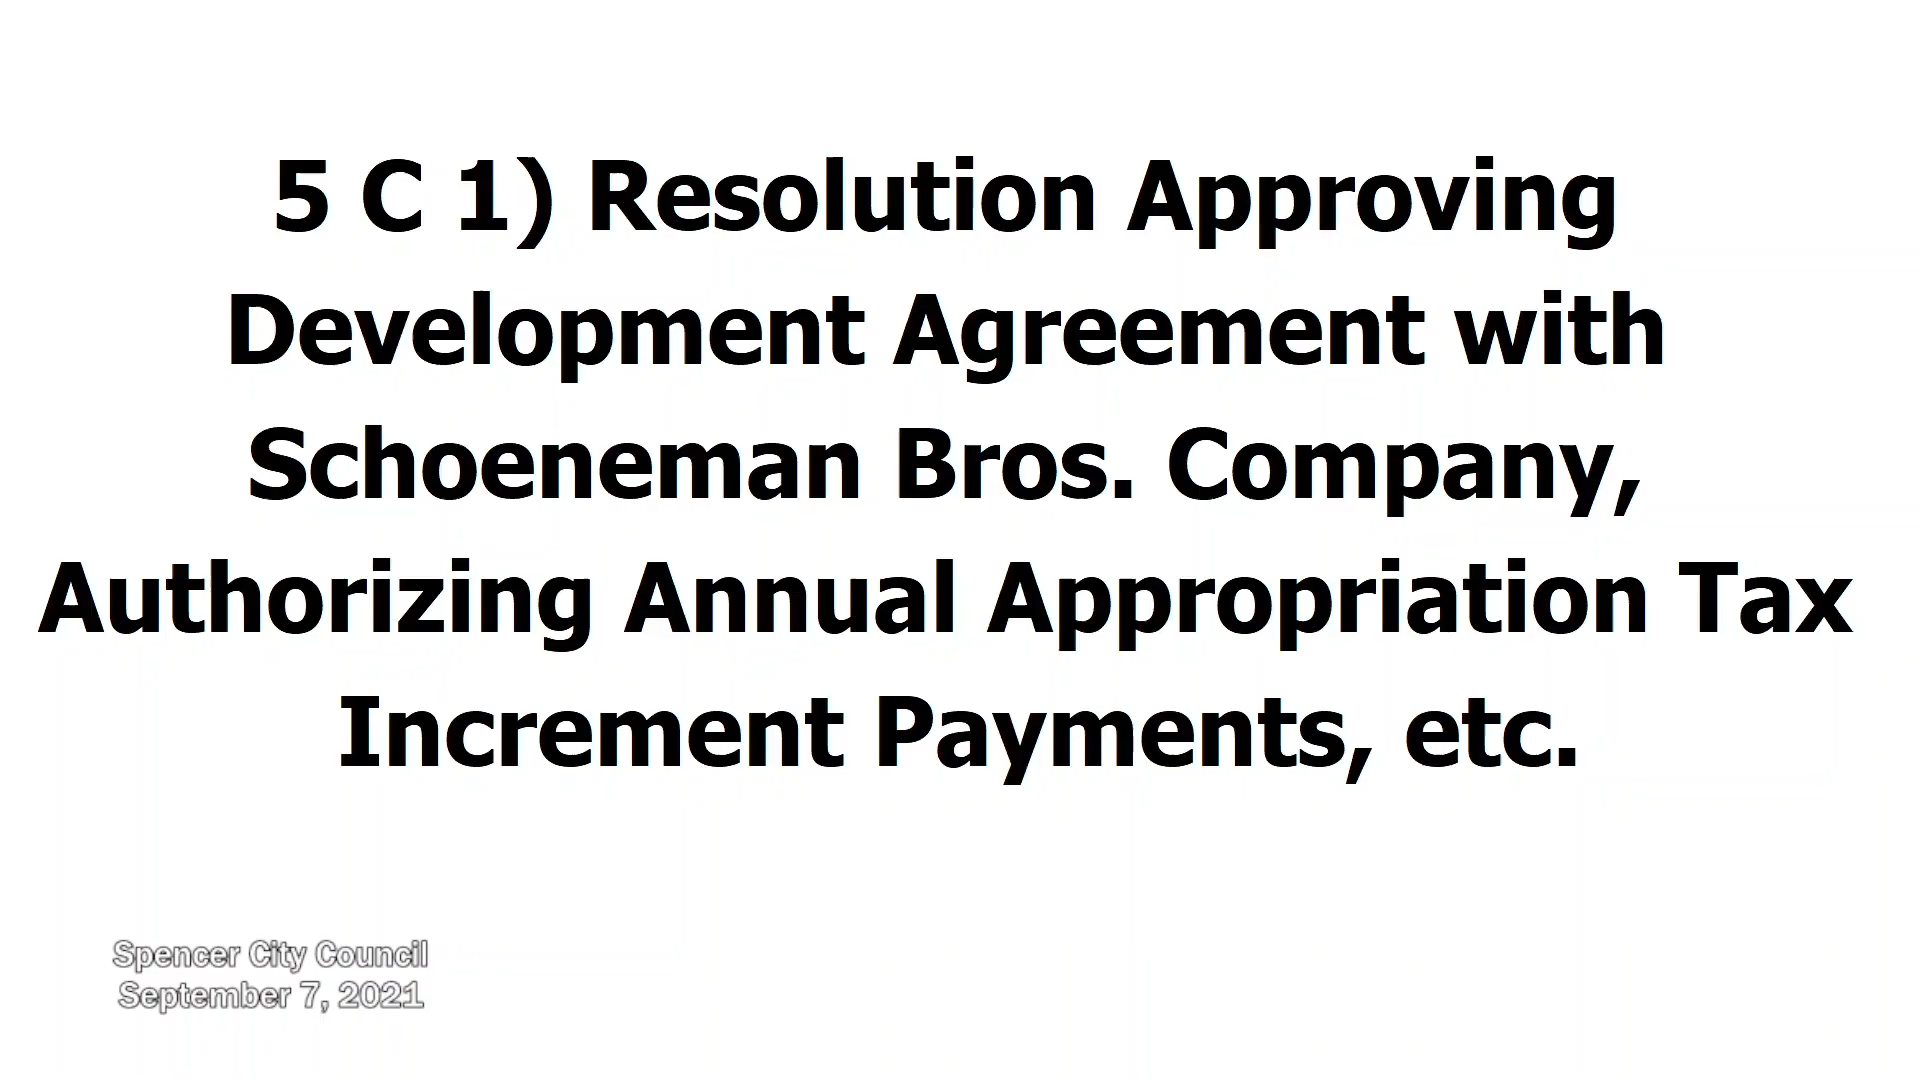 5 C 1) Resolution Approving
Development Agreement with
Schoeneman Bros. Company,
Authorizing Annual Appropriation Tax
Increment Payments, etc.
Spencer City Council
September 7, 2021